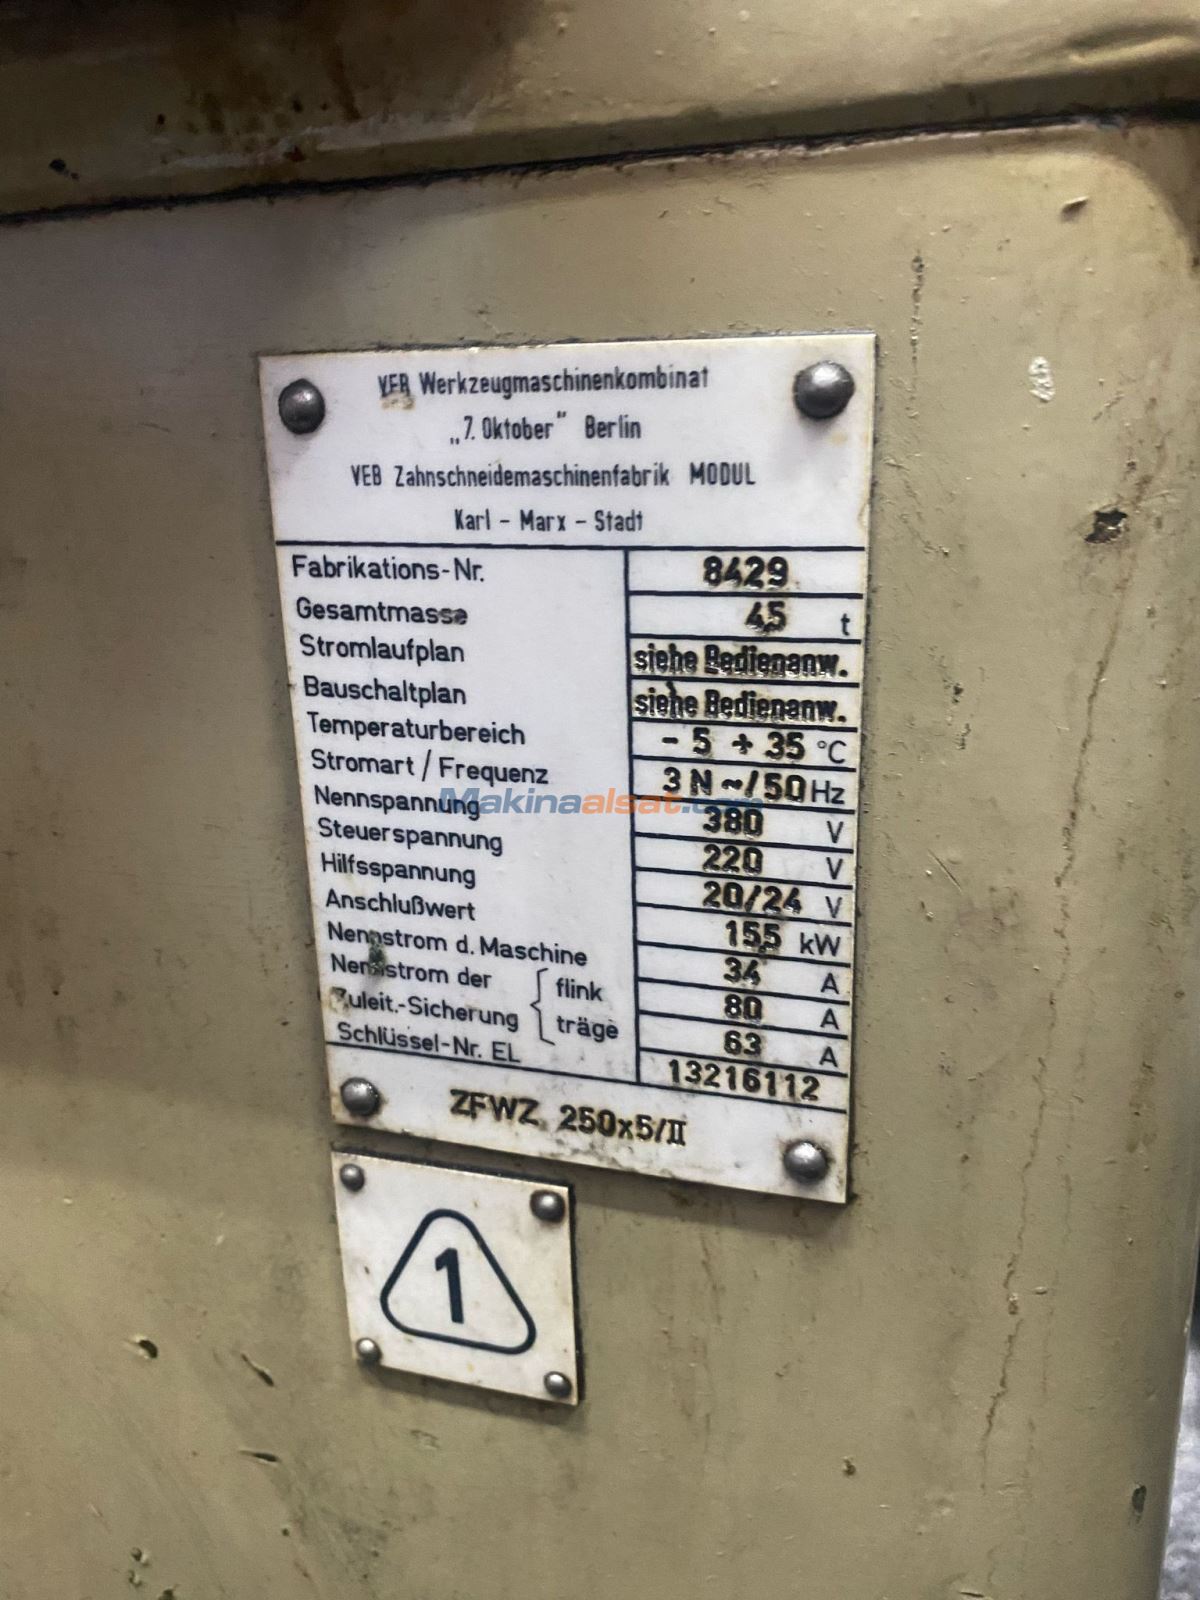 VEB Werkzeugmaschinenkombinat
„7. Oktober” Berlin
VEB Zahnschneidemaschinenfabrik MODUL
Karl - Marx - Stadt
Fabrikations-Nr. 8429
Gesamtmasse 4,5 t
Stromlaufplan siehe Bedienanw.
Bauschaltplan siehe Bedienanw.
Temperaturbereich - 5 + 35 °C
Stromart / Frequenz 3 N ~/50 Hz
Makinaalsat.com
Nennspannung 380 V
Steuerspannung 220 V
Hilfsspannung 20/24 V
Anschlußwert 15,5 kW
Nennstrom d. Maschine 34 A
Nennstrom der flink 80 A
Zuleit.-Sicherung träge 63 A
Schlüssel-Nr. EL 13216112
ZFWZ 250x5/II
1